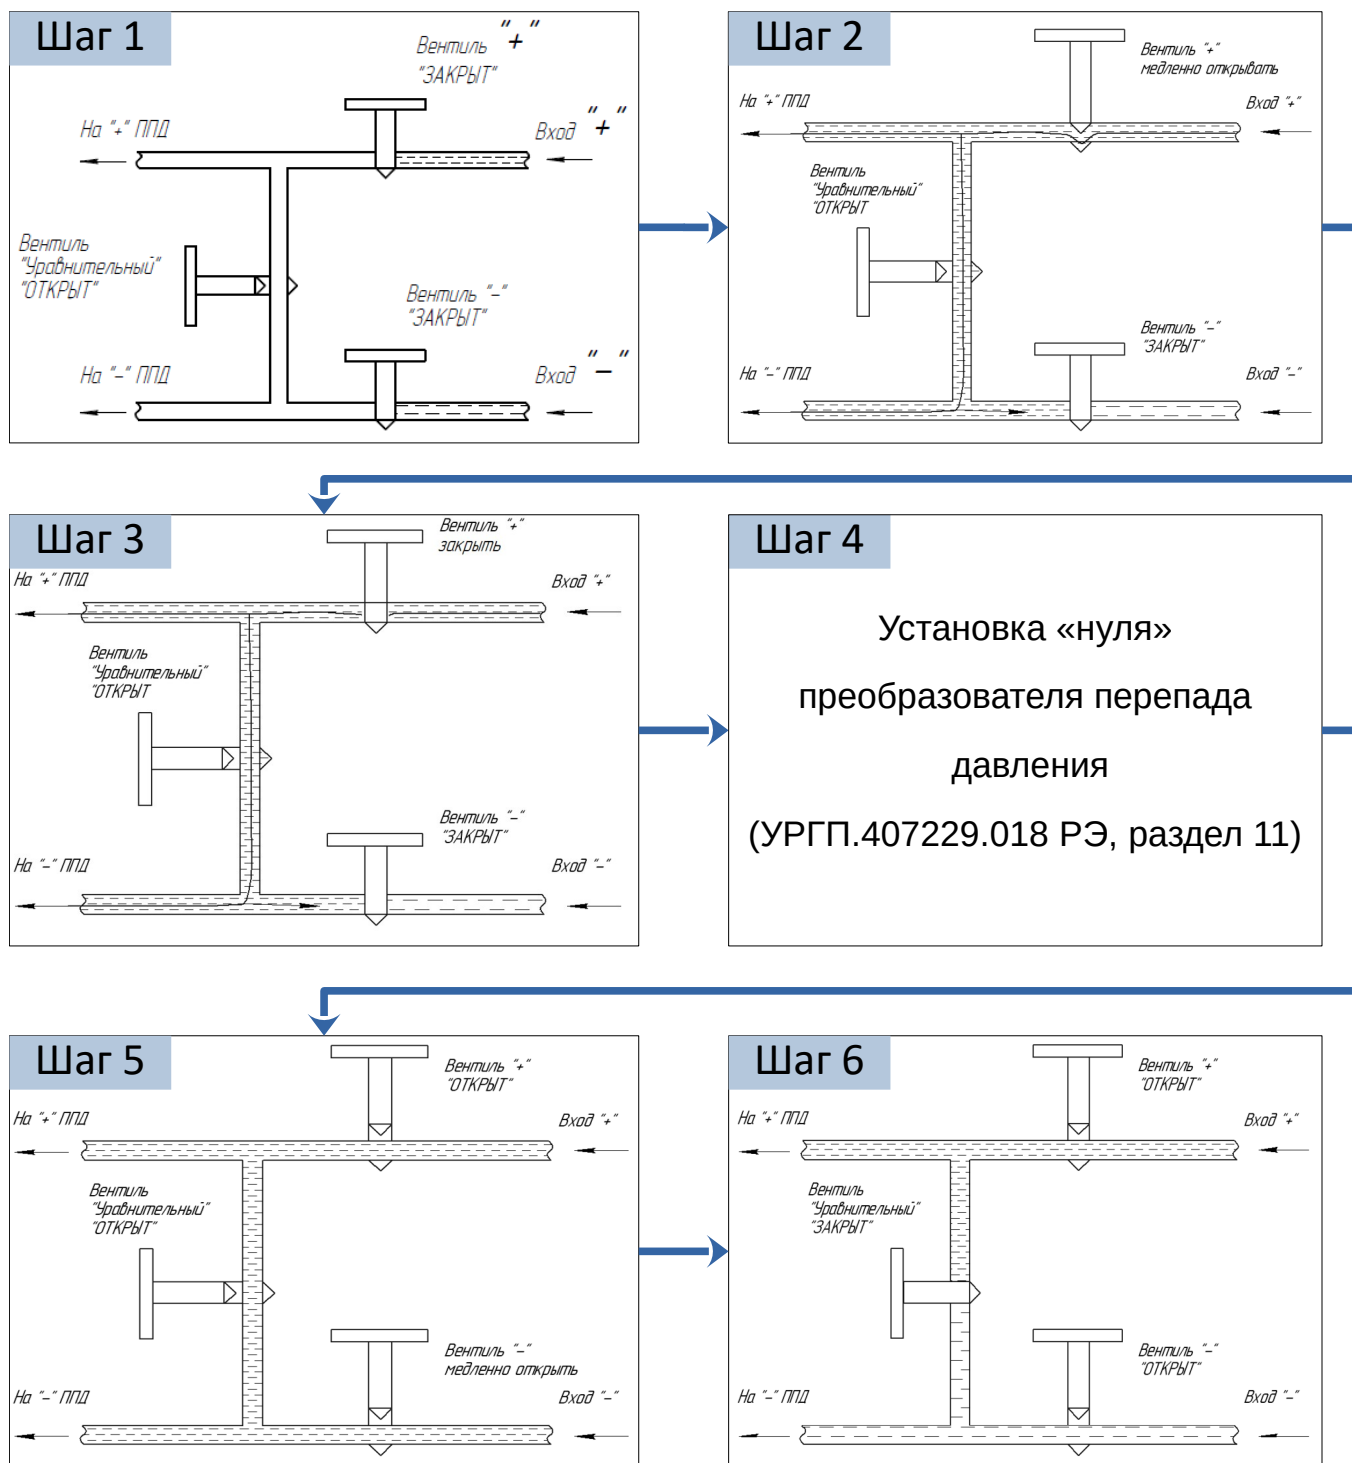 Шаг 1
Вентиль "+"
"ЗАКРЫТ"
На "+" ППД
Вход "+"
Вентиль
"Уравнительный"
"ОТКРЫТ"
Вентиль "-"
"ЗАКРЫТ"
На "-" ППД
Вход "-"
Шаг 2
Вентиль "+"
медленно открывать
На "+" ППД
Вход "+"
Вентиль
"Уравнительный"
"ОТКРЫТ
Вентиль "-"
"ЗАКРЫТ"
На "-" ППД
Вход "-"
Шаг 3
Вентиль "+"
закрыть
На "+" ППД
Вход "+"
Вентиль
"Уравнительный"
"ОТКРЫТ
Вентиль "-"
"ЗАКРЫТ"
На "-" ППД
Вход "-"
Шаг 4
Установка «нуля»
преобразователя перепада
давления
(УРГП.407229.018 РЭ, раздел 11)
Шаг 5
Вентиль "+"
"ОТКРЫТ"
На "+" ППД
Вход "+"
Вентиль
"Уравнительный"
"ОТКРЫТ"
Вентиль "-"
медленно открыть
На "-" ППД
Вход "-"
Шаг 6
Вентиль "+"
"ОТКРЫТ"
На "+" ППД
Вход "+"
Вентиль
"Уравнительный"
"ЗАКРЫТ"
Вентиль "-"
"ОТКРЫТ"
На "-" ППД
Вход "-"